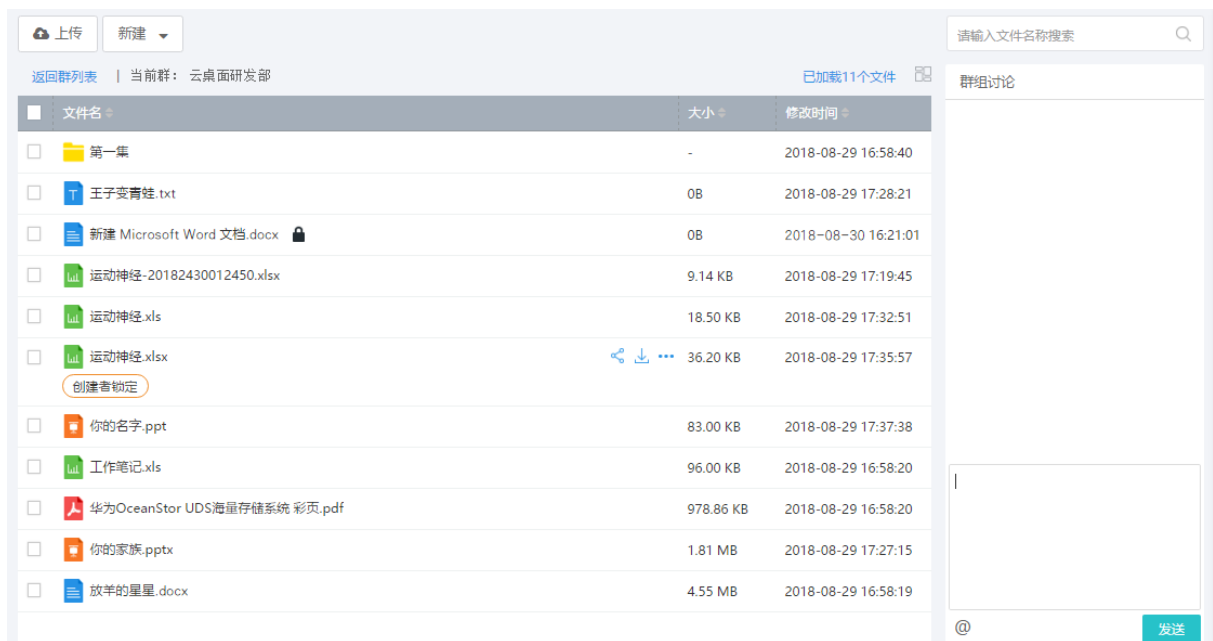 上传 新建 请输入文件名称搜索
返回群列表 | 当前群： 云桌面研发部 已加载11个文件 群组讨论
文件名 大小 修改时间
第一集 - 2018-08-29 16:58:40
王子变青蛙.txt 0B 2018-08-29 17:28:21
新建 Microsoft Word 文档.docx 0B 2018-08-30 16:21:01
运动神经-20182430012450.xlsx 9.14 KB 2018-08-29 17:19:45
运动神经.xls 18.50 KB 2018-08-29 17:32:51
运动神经.xlsx 36.20 KB 2018-08-29 17:35:57
创建者锁定
你的名字.ppt 83.00 KB 2018-08-29 17:37:38
工作笔记.xls 96.00 KB 2018-08-29 16:58:20
华为OceanStor UDS海量存储系统 彩页.pdf 978.86 KB 2018-08-29 16:58:20
你的家族.pptx 1.81 MB 2018-08-29 17:27:15
放羊的星星.docx 4.55 MB 2018-08-29 16:58:19
@ 发送